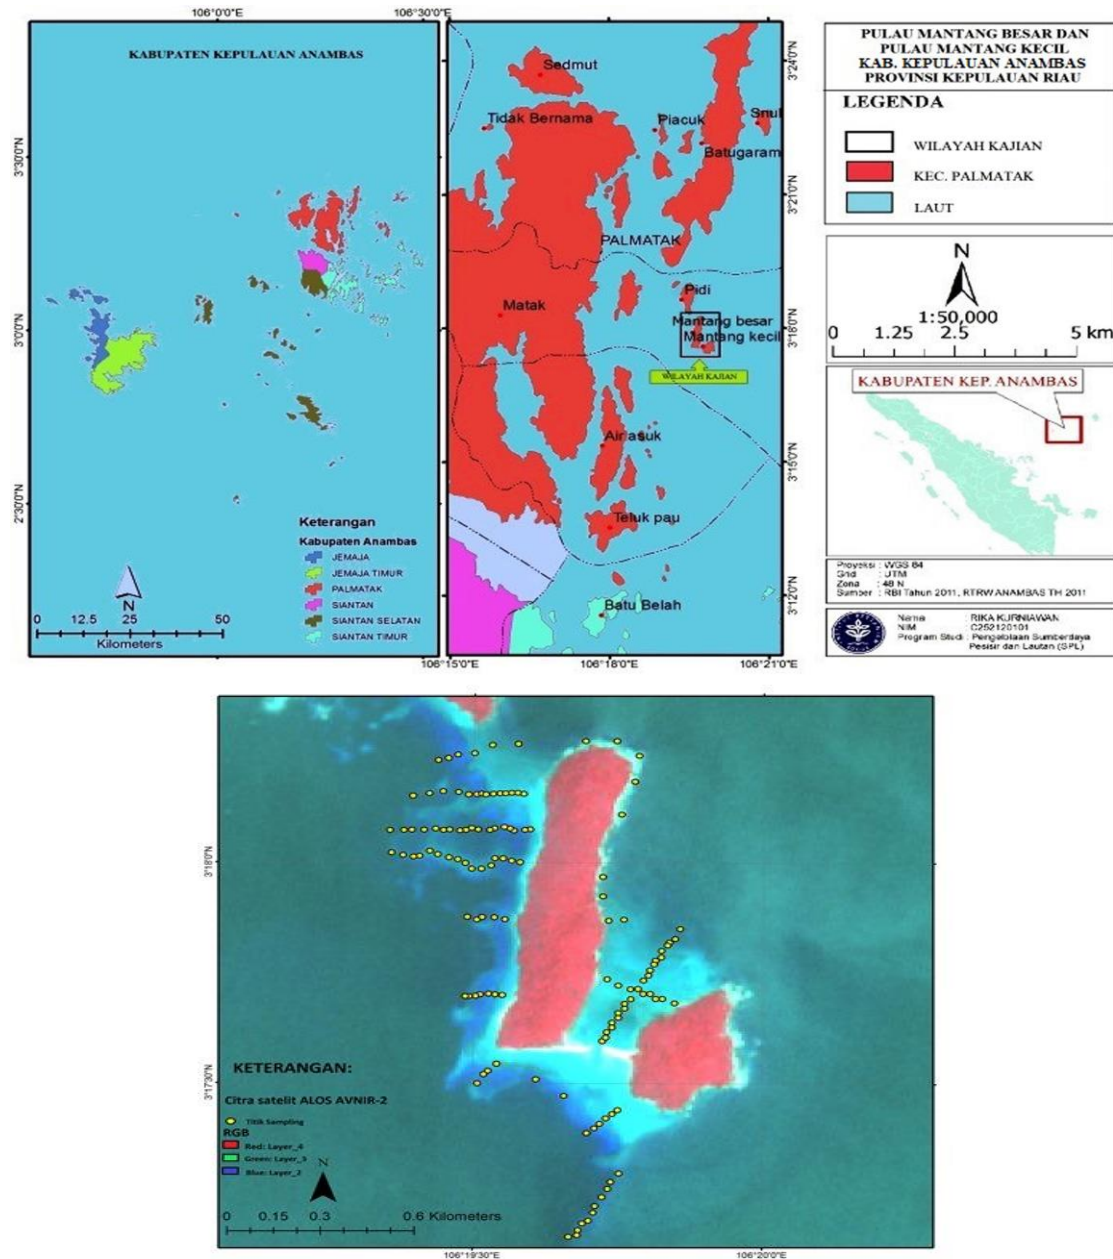 106°0'0"E
106°30'0"E
3°30'0"N
3°0'0"N
2°30'0"N
KABUPATEN KEPULAUAN ANAMBAS
Keterangan
Kabupaten Anambas
JEMAJA
JEMAJA TIMUR
PALMATAK
SIANTAN
SIANTAN SELATAN
SIANTAN TIMUR
N
12.5 0 12.5 25
Kilometers
Sedmut
Tidak Bernama
Piacuk
Snul
Batugaram
PALMATAK
Matak
Pidi
Mantang besar
Mantang kecil
WILAYAH KAJIAN
Airasuk
Teluk pau
Batu Belah
3°24'0"N
3°21'0"N
3°18'0"N
3°15'0"N
3°12'0"N
106°15'0"E
106°18'0"E
106°21'0"E
PULAU MANTANG BESAR DAN
PULAU MANTANG KECIL
KAB. KEPULAUAN ANAMBAS
PROVINSI KEPULAUAN RIAU
LEGENDA
WILAYAH KAJIAN
KEC. PALMATAK
LAUT
N
1:50,000
0 1.25 2.5 5 km
KABUPATEN KEP. ANAMBAS
Proyeksi : WGS 84
Grid : UTM
Zona : 48 N
Sumber : RBI Tahun 2011, RTRW ANAMBAS TH 2011
Nama : RIKA KURNIAWAN
NIM : C252120101
Program Studi : Pengelolaan Sumberdaya
Pesisir dan Lautan (SPL)
3°18'0"N
3°17'30"N
KETERANGAN:
Citra satelit ALOS AVNIR-2
Titik Sampling
RGB
Red: Layer_4
Green: Layer_3
Blue: Layer_2
N
0 0.15 0.3 0.6 Kilometers
106°19'30"E
106°20'0"E